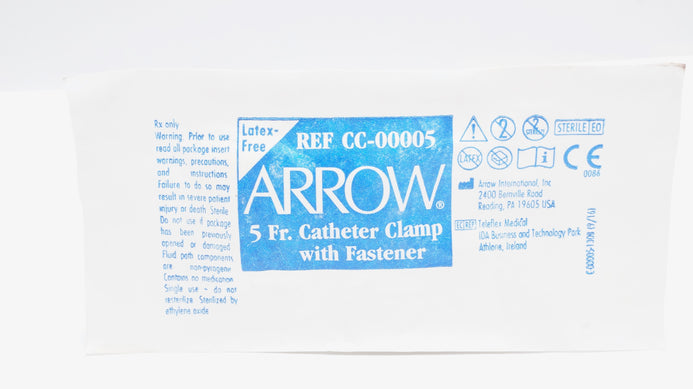 Rx only
Warning. Prior to use
read all package insert
warnings, precautions,
and instructions
Failure to do so may
result in severe patient
injury or death Sterile
Do not use if package
has been previously
opened or damaged
Fluid path components
are non-pyrogenic
Contains no medication
Single use - do not
resterilize. Sterilized by
ethylene oxide
Latex-
Free
REF CC-00005
ARROW®
5 Fr. Catheter Clamp
with Fastener
2
STERILE EO
LATEX
i
CE
0086
Arrow International, Inc
2400 Bernville Road
Reading, PA 19605 USA
EC REP Teleflex Medical
IDA Business and Technology Park
Athlone, Ireland